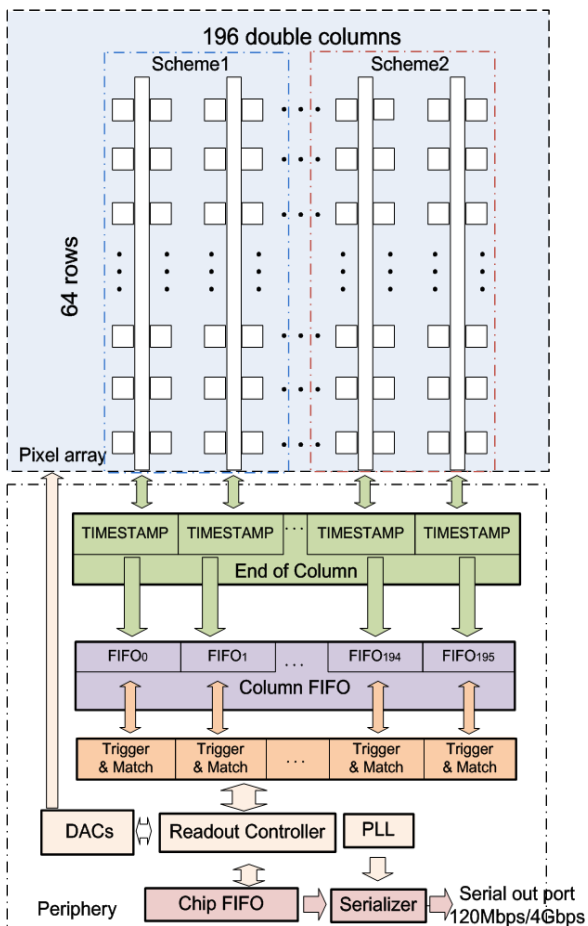 196 double columns
Scheme1
Scheme2
64 rows
Pixel array
TIMESTAMP
TIMESTAMP
...
TIMESTAMP
TIMESTAMP
End of Column
FIFO0
FIFO1
...
FIFO194
FIFO195
Column FIFO
Trigger
& Match
Trigger
& Match
...
Trigger
& Match
Trigger
& Match
DACs
Readout Controller
PLL
Chip FIFO
Serializer
Serial out port
120Mbps/4Gbps
Periphery